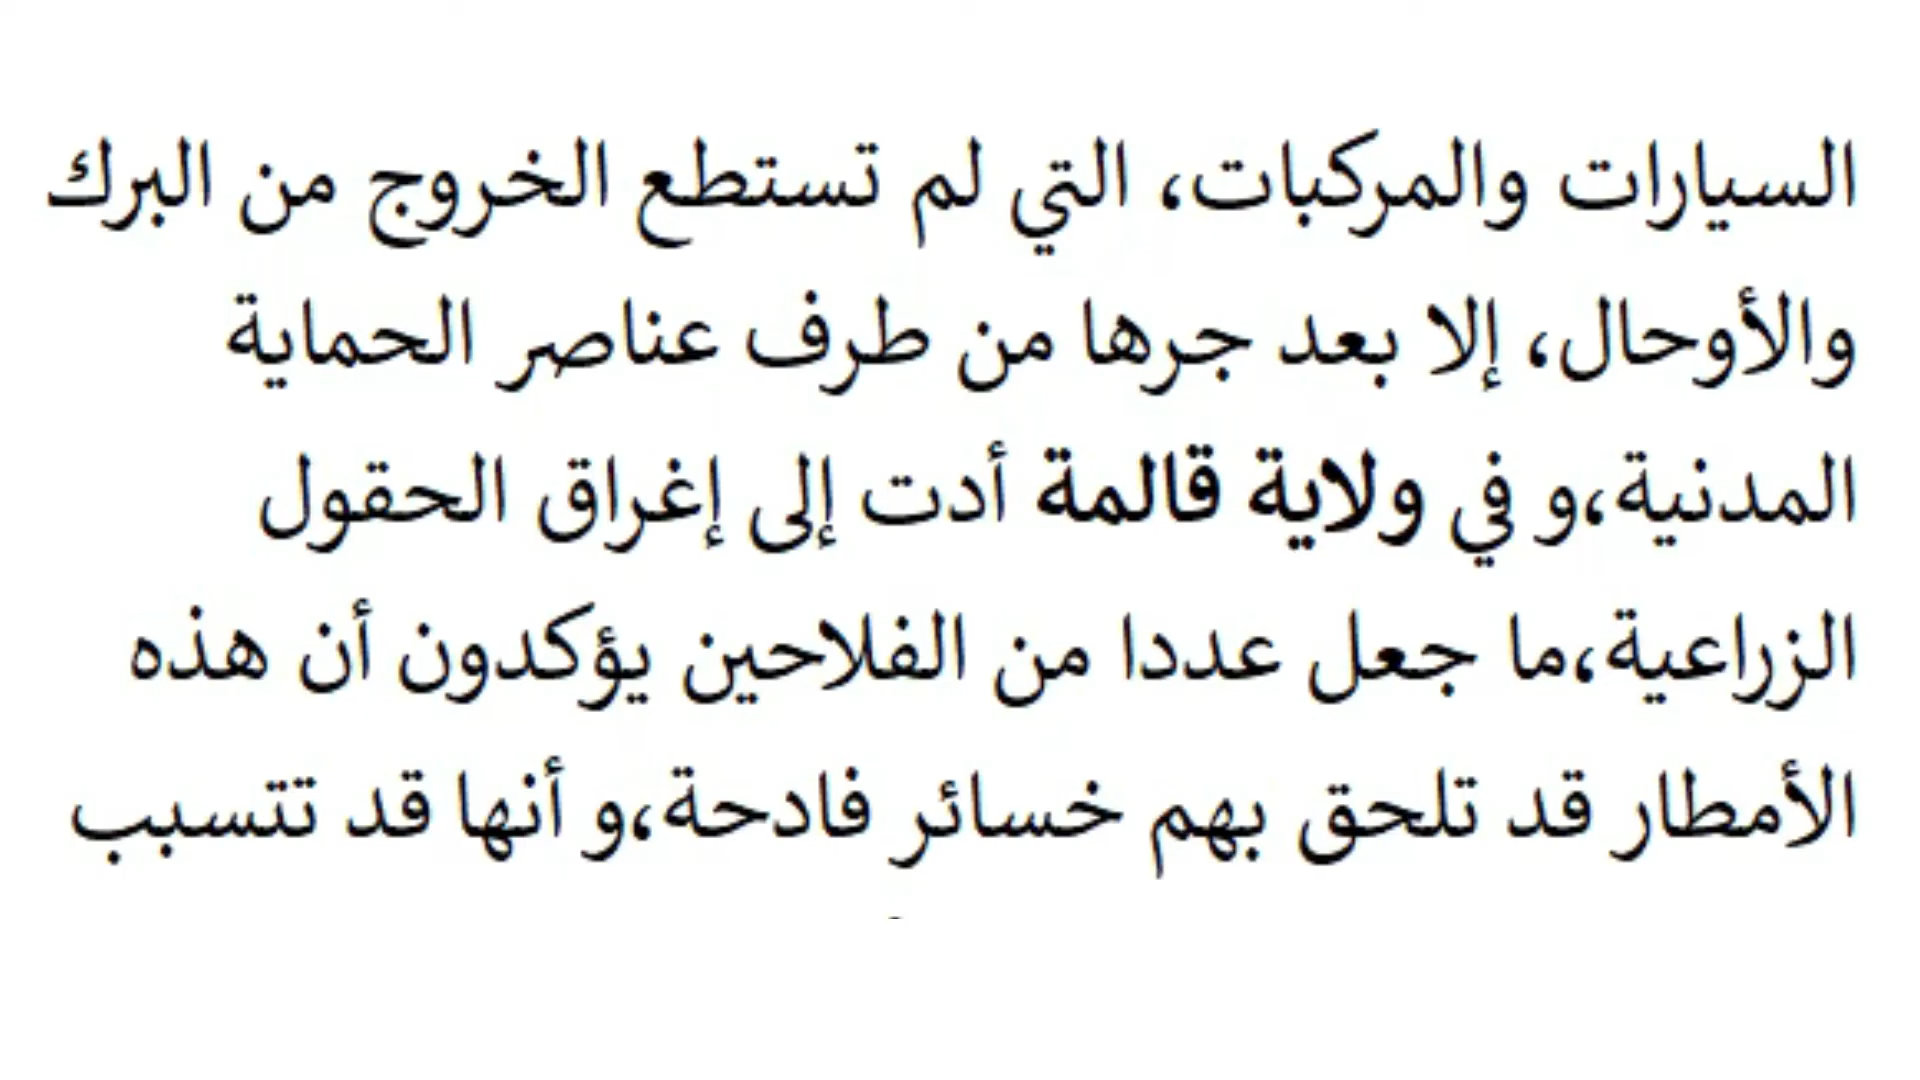 السيارات والمركبات، التي لم تستطع الخروج من البرك
والأوحال، إلا بعد جرها من طرف عناصر الحماية
المدنية،و في ولاية قالمة أدت إلى إغراق الحقول
الزراعية،ما جعل عددا من الفلاحين يؤكدون أن هذه
الأمطار قد تلحق بهم خسائر فادحة،و أنها قد تتسبب